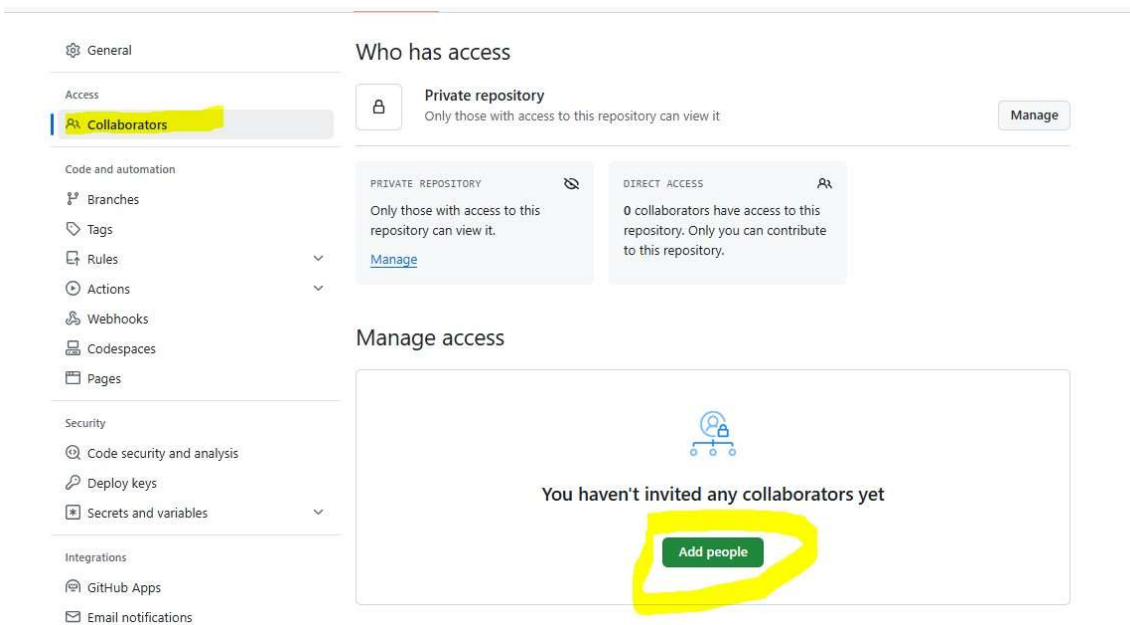 General
Access
Collaborators
Code and automation
Branches
Tags
Rules
Actions
Webhooks
Codespaces
Pages
Security
Code security and analysis
Deploy keys
Secrets and variables
Integrations
GitHub Apps
Email notifications
Who has access
Private repository
Only those with access to this repository can view it
Manage
PRIVATE REPOSITORY
Only those with access to this
repository can view it.
Manage
DIRECT ACCESS
0 collaborators have access to this
repository. Only you can contribute
to this repository.
Manage access
You haven't invited any collaborators yet
Add people